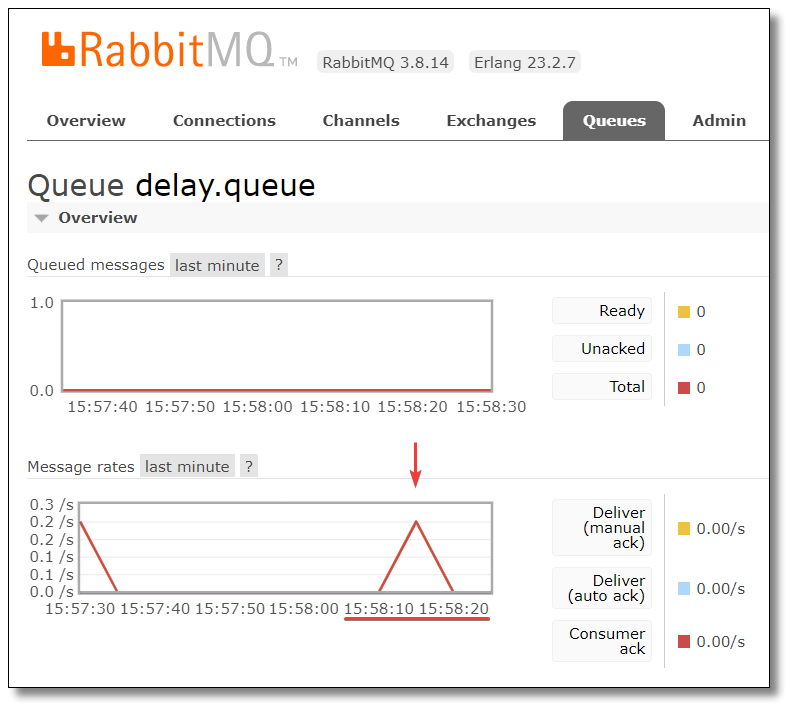 RabbitMQ TM RabbitMQ 3.8.14 Erlang 23.2.7
Overview Connections Channels Exchanges Queues Admin
Queue delay.queue
Overview
Queued messages last minute ?
1.0
0.0
15:57:40 15:57:50 15:58:00 15:58:10 15:58:20 15:58:30
Ready 0
Unacked 0
Total 0
Message rates last minute ?
0.3 /s
0.2 /s
0.2 /s
0.1 /s
0.1 /s
0.0 /s
15:57:30 15:57:40 15:57:50 15:58:00 15:58:10 15:58:20
Deliver
(manual
ack)
0.00/s
Deliver
(auto ack)
0.00/s
Consumer
ack
0.00/s